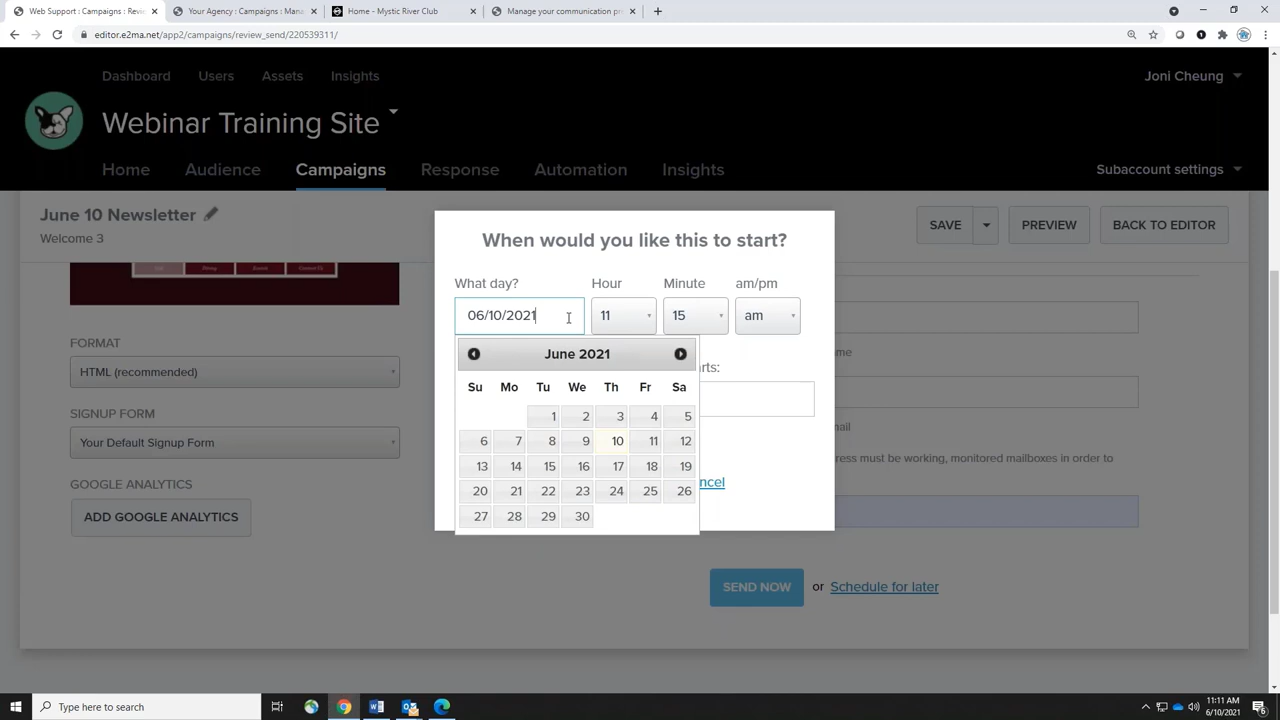 Web Support : Campaigns : Revie
Your Agency : Campaigns : Mana
Home - Mystic River Club
Manage your communication pre
editor.e2ma.net/app2/campaigns/review_send/220539311/
Dashboard
Users
Assets
Insights
Joni Cheung
Webinar Training Site
Home
Audience
Campaigns
Response
Automation
Insights
Subaccount settings
June 10 Newsletter
Welcome 3
SAVE
PREVIEW
BACK TO EDITOR
When would you like this to start?
What day?
Hour
Minute
am/pm
06/10/2021
11
15
am
June 2021
Su Mo Tu We Th Fr Sa
1 2 3 4 5
6 7 8 9 10 11 12
13 14 15 16 17 18 19
20 21 22 23 24 25 26
27 28 29 30
arts:
ncel
FORMAT
HTML (recommended)
SIGNUP FORM
Your Default Signup Form
GOOGLE ANALYTICS
ADD GOOGLE ANALYTICS
ame
ail
ress must be working, monitored mailboxes in order to
SEND NOW
or
Schedule for later
Type here to search
11:11 AM
6/10/2021